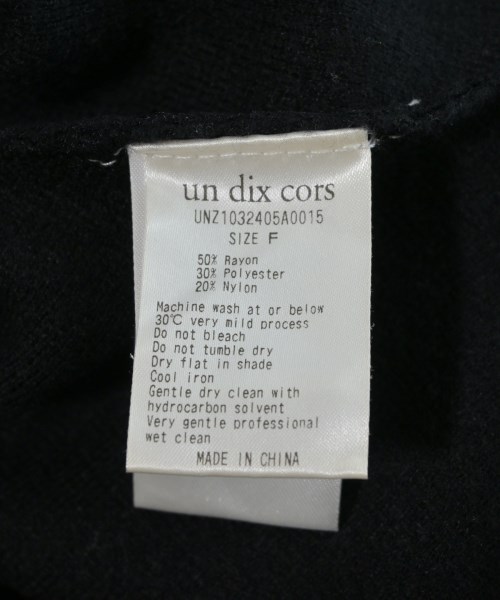 un dix cors
UNZ1032405A0015
SIZE F
50% Rayon
30% Polyester
20% Nylon
Machine wash at or below
30℃ very mild process
Do not bleach
Do not tumble dry
Dry flat in shade
Cool iron
Gentle dry clean with
hydrocarbon solvent
Very gentle professional
wet clean
MADE IN CHINA